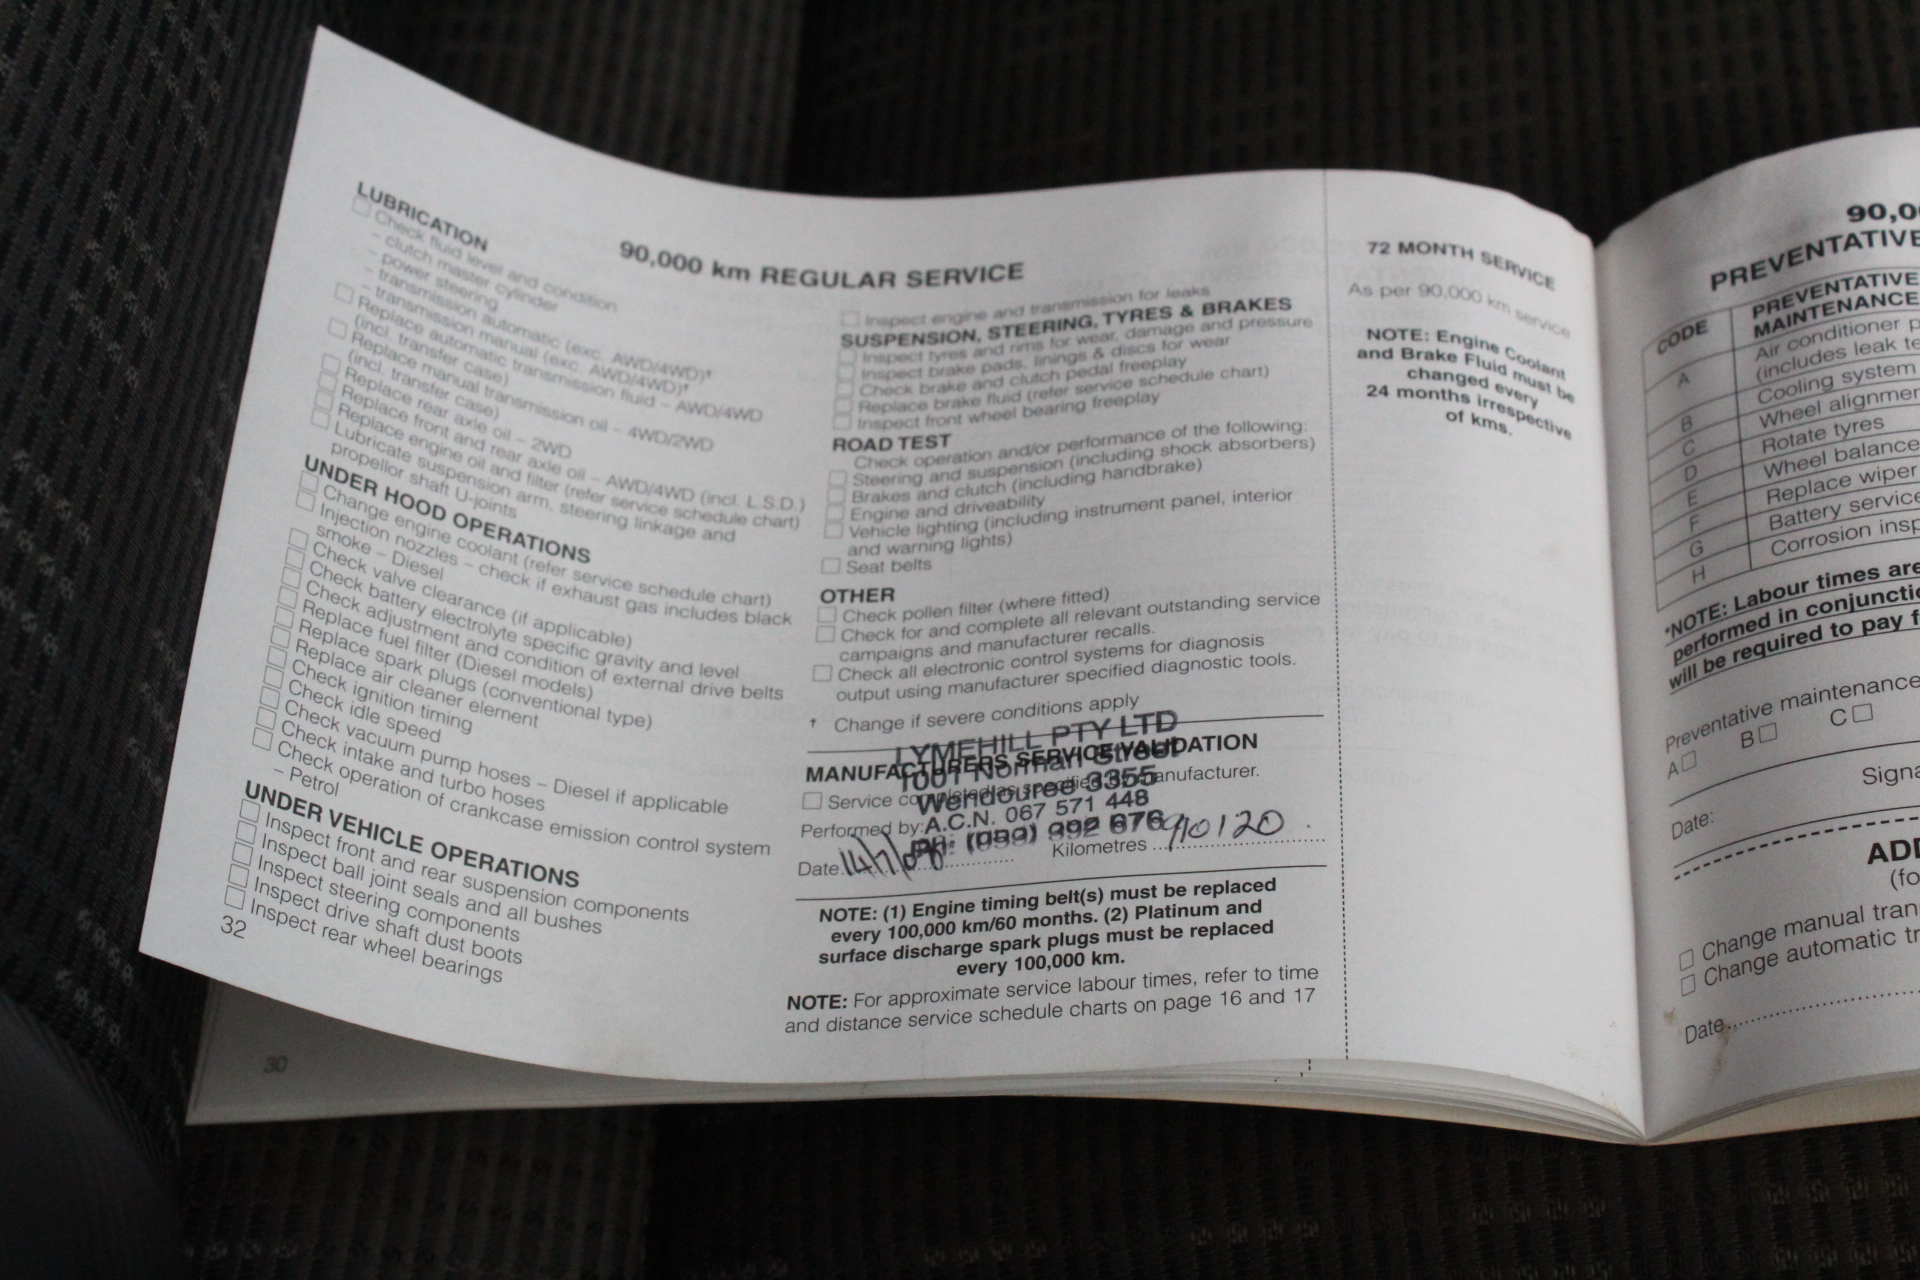 90,000 km REGULAR SERVICE
LUBRICATION
Check fluid level and condition
– clutch master cylinder
– power steering
– transmission automatic (exc. AWD/4WD)†
– transmission manual (exc. AWD/4WD)†
Replace automatic transmission fluid – AWD/4WD
(incl. transfer case)
Replace manual transmission oil – 4WD/2WD
(incl. transfer case)
Replace rear axle oil – 2WD
Replace front and rear axle oil – AWD/4WD (incl. L.S.D.)
Replace engine oil and filter (refer service schedule chart)
Lubricate suspension arm, steering linkage and
propellor shaft U-joints
UNDER HOOD OPERATIONS
Change engine coolant (refer service schedule chart)
Injection nozzles – check if exhaust gas includes black
smoke – Diesel
Check valve clearance (if applicable)
Check battery electrolyte specific gravity and level
Check adjustment and condition of external drive belts
Replace fuel filter (Diesel models)
Replace spark plugs (conventional type)
Replace air cleaner element
Check ignition timing
Check idle speed
Check vacuum pump hoses – Diesel if applicable
Check intake and turbo hoses
Check operation of crankcase emission control system
– Petrol
UNDER VEHICLE OPERATIONS
Inspect front and rear suspension components
Inspect ball joint seals and all bushes
Inspect steering components
Inspect drive shaft dust boots
Inspect rear wheel bearings
32
30
Inspect engine and transmission for leaks
SUSPENSION, STEERING, TYRES & BRAKES
Inspect tyres and rims for wear, damage and pressure
Inspect brake pads, linings & discs for wear
Check brake and clutch pedal freeplay
Replace brake fluid (refer service schedule chart)
Inspect front wheel bearing freeplay
ROAD TEST
Check operation and/or performance of the following:
Steering and suspension (including shock absorbers)
Brakes and clutch (including handbrake)
Engine and driveability
Vehicle lighting (including instrument panel, interior
and warning lights)
Seat belts
OTHER
Check pollen filter (where fitted)
Check for and complete all relevant outstanding service
campaigns and manufacturer recalls.
Check all electronic control systems for diagnosis
output using manufacturer specified diagnostic tools.
† Change if severe conditions apply
LYMEHILL PTY LTD
MANUFACTURERS SERVICE VALIDATION
1001 Norman Street
Service completed as specified by manufacturer.
Wendouree 3355
Performed by: A.C.N. 067 571 448
Ph:
Date Kilometres 90120
NOTE: (1) Engine timing belt(s) must be replaced
every 100,000 km/60 months. (2) Platinum and
surface discharge spark plugs must be replaced
every 100,000 km.
NOTE: For approximate service labour times, refer to time
and distance service schedule charts on page 16 and 17
72 MONTH SERVICE
As per 90,000 km service
NOTE: Engine Coolant
and Brake Fluid must be
changed every
24 months irrespective
of kms.
90,0
PREVENTATIVE
CODE
PREVENTATIVE
MAINTENANCE
A Air conditioner p
(includes leak te
B Cooling system
C Wheel alignmen
D Rotate tyres
E Wheel balance
F Replace wiper
G Battery service
H Corrosion insp
*NOTE: Labour times are
performed in conjunctio
will be required to pay f
Preventative maintenance
A B C
Signa
Date:
ADD
(fo
Change manual tran
Change automatic tr
Date